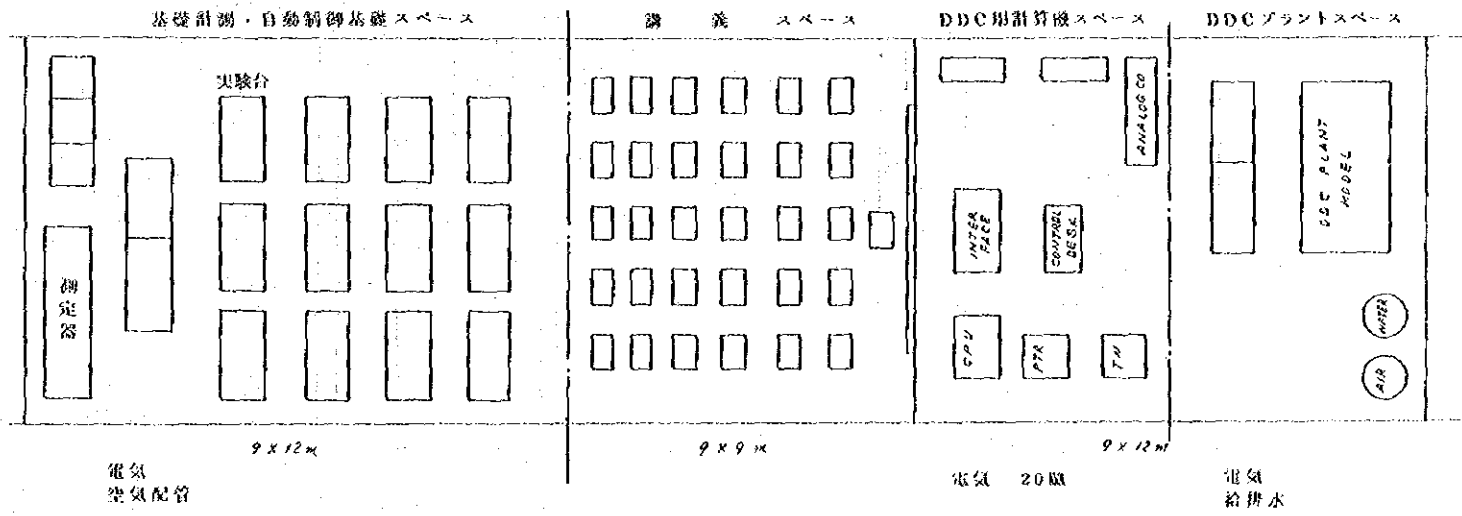 基礎計測・自動制御基礎スペース
講義 スペース
DDC用計算機スペース
DDCプラントスペース
実験台
測定器
ANALOG CO
INTER
FACE
CONTROL
DESK
CPU
PTR
DDC PLANT
MODEL
WATER
AIR
9×12m
9×9m
9×12m
電気
空気配管
電気 20
電気
給排水